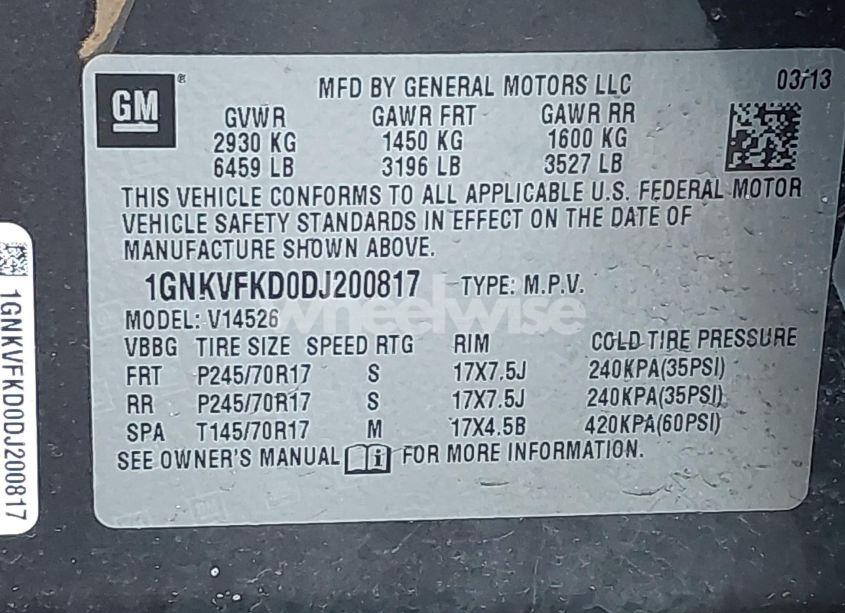 GM®
MFD BY GENERAL MOTORS LLC 03/13
GVWR GAWR FRT GAWR RR
2930 KG 1450 KG 1600 KG
6459 LB 3196 LB 3527 LB
THIS VEHICLE CONFORMS TO ALL APPLICABLE U.S. FEDERAL MOTOR
VEHICLE SAFETY STANDARDS IN EFFECT ON THE DATE OF
MANUFACTURE SHOWN ABOVE.
1GNKVFKD0DJ200817 TYPE: M.P.V.
MODEL: V14526
wheelwise
VBBG TIRE SIZE SPEED RTG RIM COLD TIRE PRESSURE
FRT P245/70R17 S 17X7.5J 240KPA(35PSI)
RR P245/70R17 S 17X7.5J 240KPA(35PSI)
SPA T145/70R17 M 17X4.5B 420KPA(60PSI)
SEE OWNER'S MANUAL i FOR MORE INFORMATION.
1GNKVFKD0DJ200817